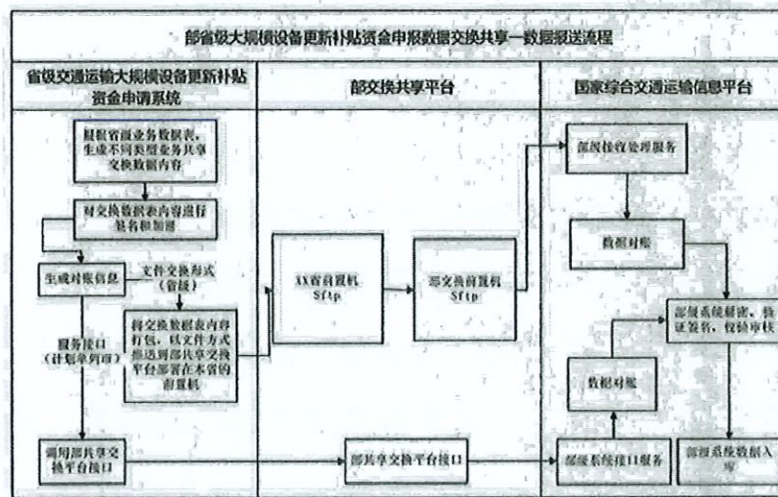 部省级大规模设备更新补贴资金申报数据交换共享—数据报送流程
省级交通运输大规模设备更新补贴
资金申请系统
部交换共享平台
国家综合交通运输信息平台
根据省级业务数据表,
生成不同类型业务共享
交换数据内容
对交换数据表内容进行
签名和加密
生成对账信息
文件交换形式
(省级)
服务接口
(计划单列市)
将交换数据表内容
打包,以文件方式
推送到部共享交换
平台部署在本省的
前置机
调用部共享交
换平台接口
XX省前置机
Sftp
部交换前置机
Sftp
部共享交换平台接口
部级接收处理服务
数据对账
部级系统解密、验
证签名,校验审核
数据对账
部级系统接口服务
部级系统数据入
库